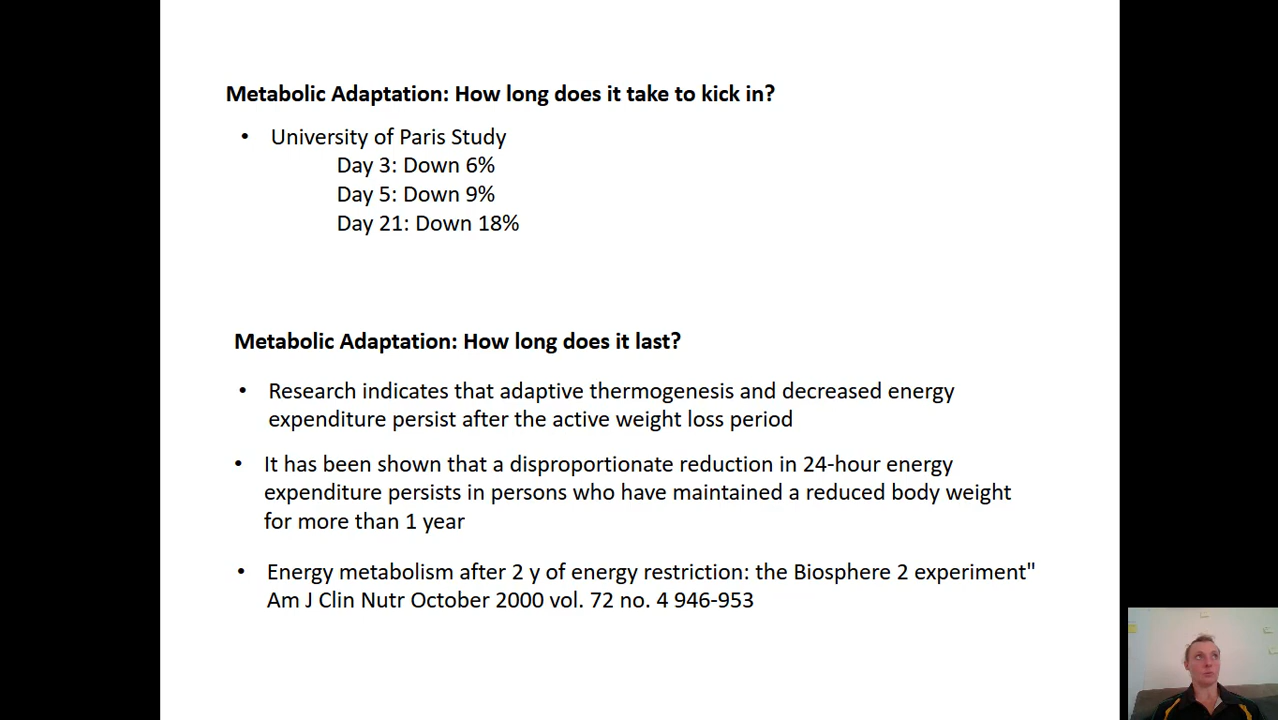 Metabolic Adaptation: How long does it take to kick in?
• University of Paris Study
Day 3: Down 6%
Day 5: Down 9%
Day 21: Down 18%
Metabolic Adaptation: How long does it last?
• Research indicates that adaptive thermogenesis and decreased energy
expenditure persist after the active weight loss period
• It has been shown that a disproportionate reduction in 24-hour energy
expenditure persists in persons who have maintained a reduced body weight
for more than 1 year
• Energy metabolism after 2 y of energy restriction: the Biosphere 2 experiment"
Am J Clin Nutr October 2000 vol. 72 no. 4 946-953